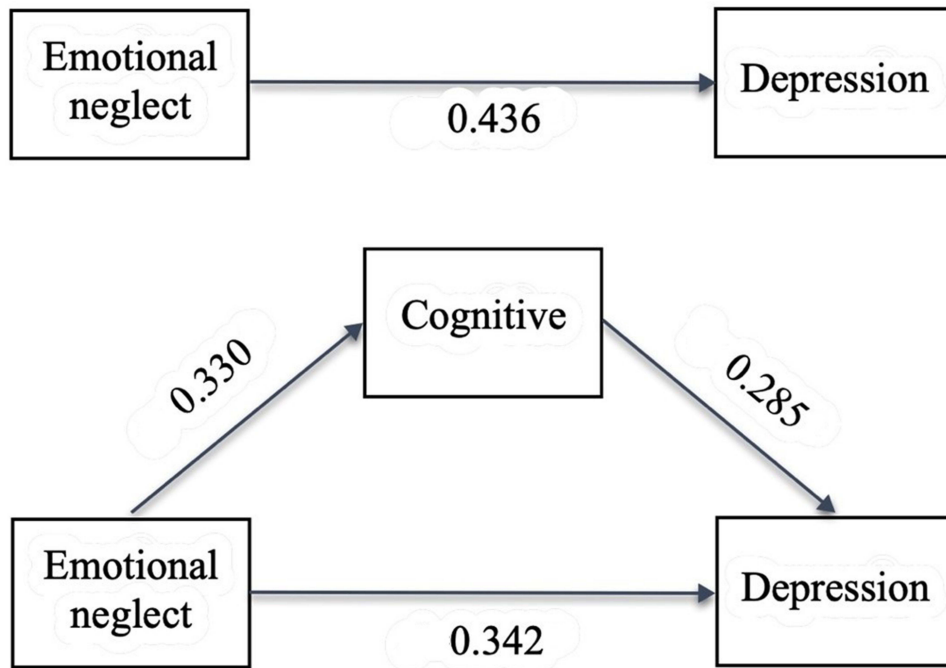 Emotional
neglect
Depression
0.436
Cognitive
0.330
0.285
Emotional
neglect
Depression
0.342